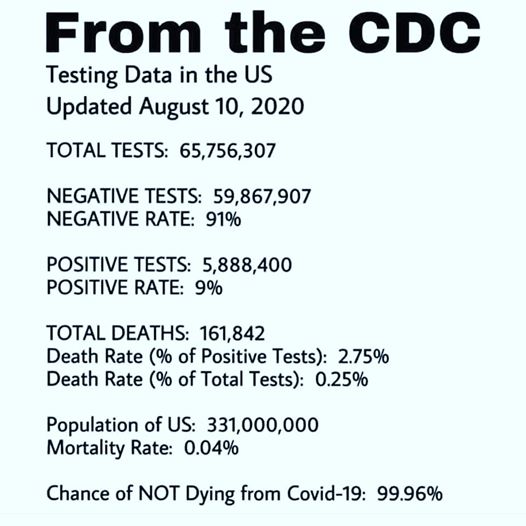 From the CDC
Testing Data in the US
Updated August 10, 2020
TOTAL TESTS: 65,756,307
NEGATIVE TESTS: 59,867,907
NEGATIVE RATE: 91%
POSITIVE TESTS: 5,888,400
POSITIVE RATE: 9%
TOTAL DEATHS: 161,842
Death Rate (% of Positive Tests): 2.75%
Death Rate (% of Total Tests): 0.25%
Population of US: 331,000,000
Mortality Rate: 0.04%
Chance of NOT Dying from Covid-19: 99.96%